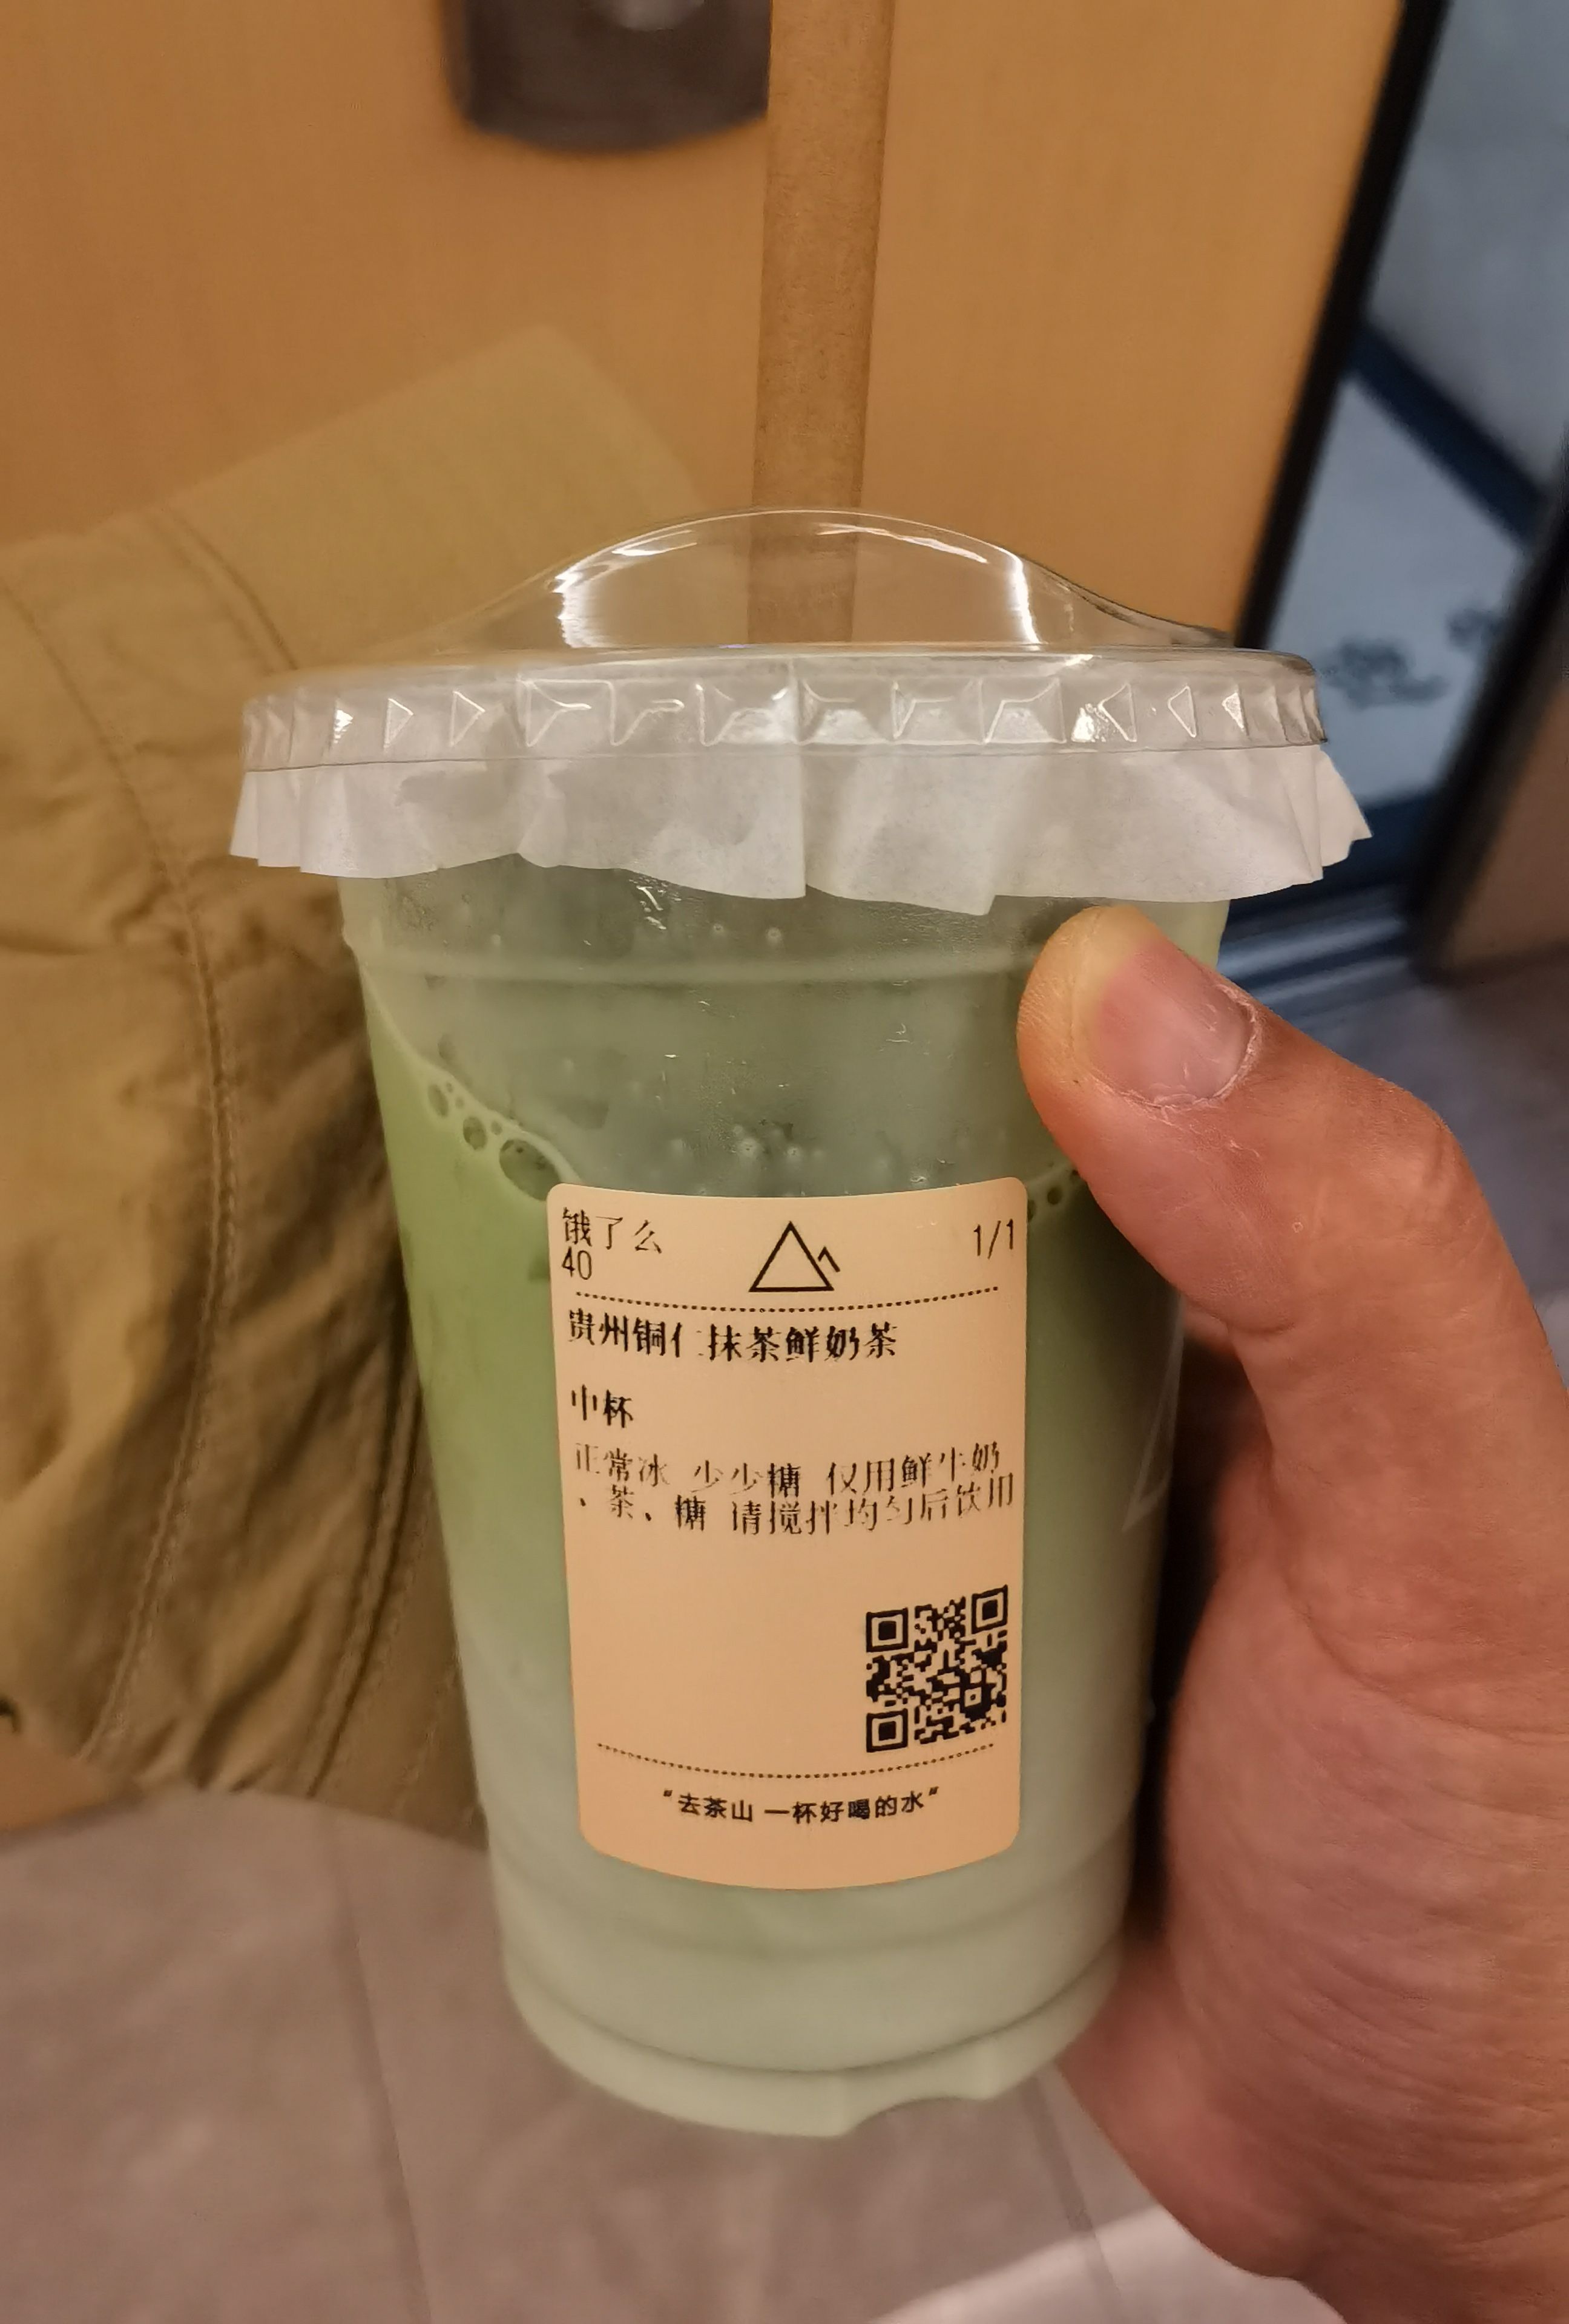 饿了么
40
1/1
贵州铜仁抹茶鲜奶茶
中杯
正常冰 少少糖 仅用鲜牛奶
、茶、糖 请搅拌均匀后饮用
“去茶山 一杯好喝的水”